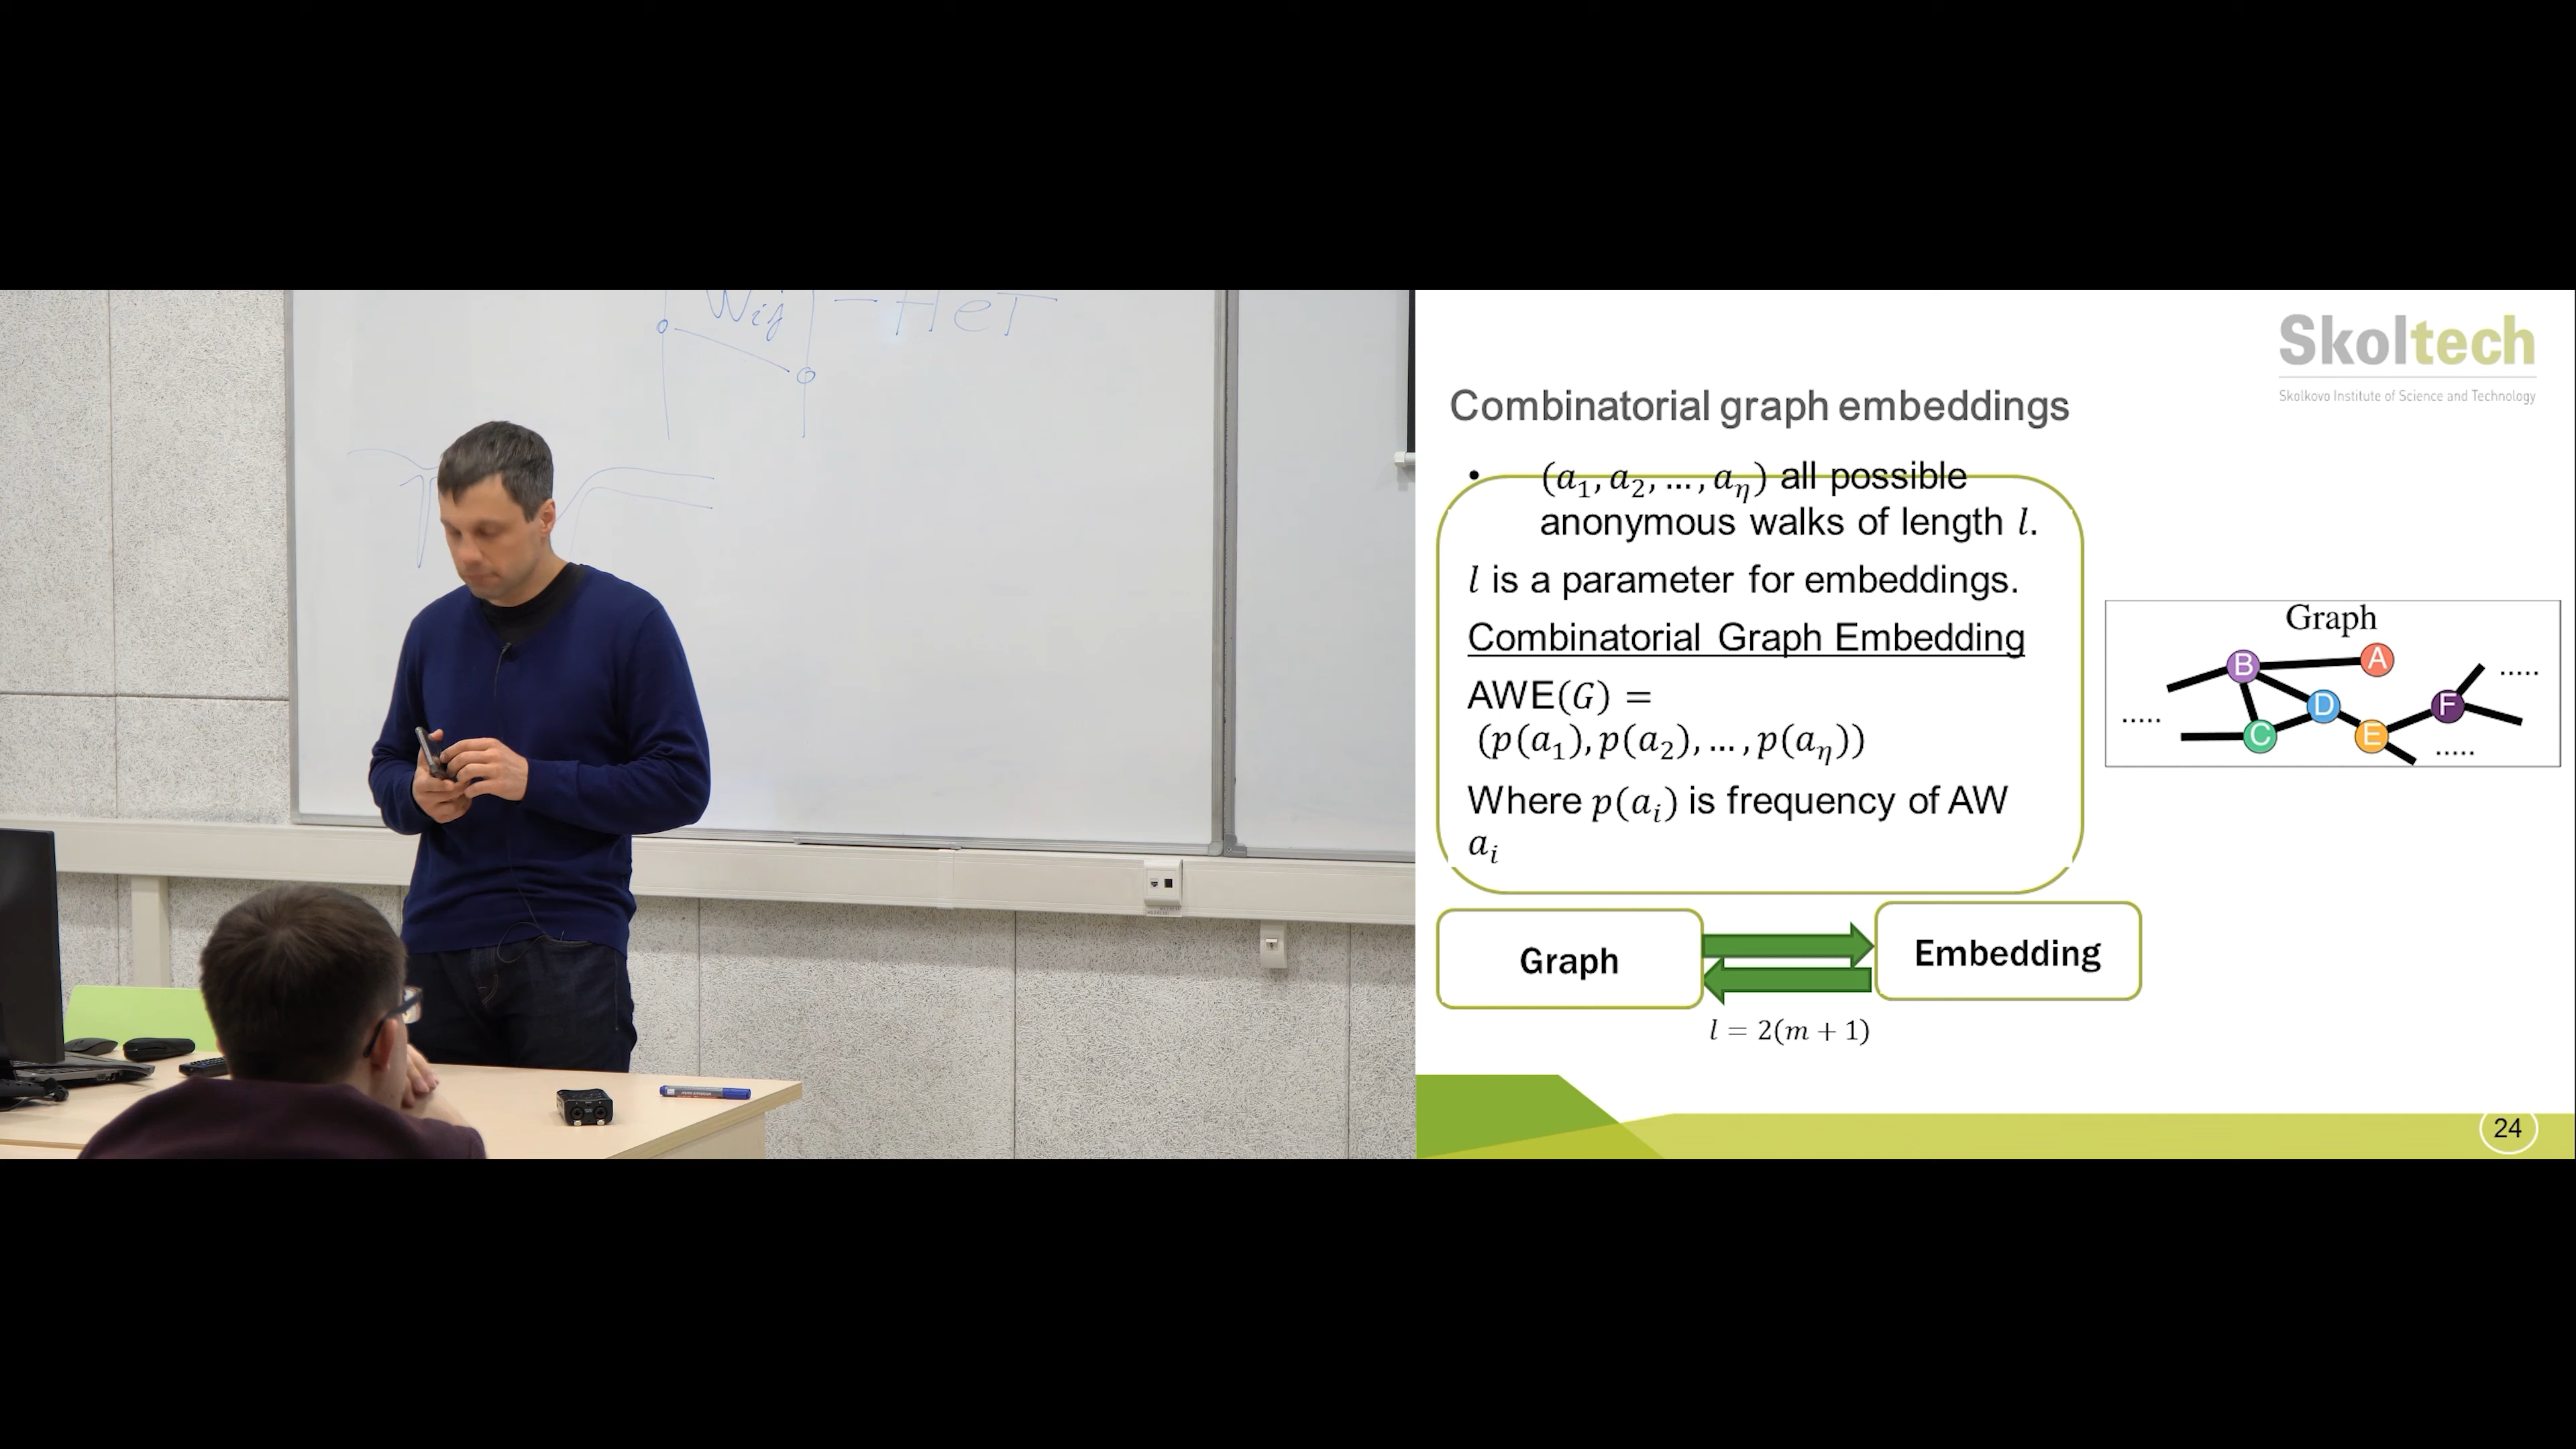 Wij = HeT
Skoltech
Skolkovo Institute of Science and Technology
Combinatorial graph embeddings
• (a₁, a₂, ..., aη) all possible
anonymous walks of length l.
l is a parameter for embeddings.
Combinatorial Graph Embedding
AWE(G) =
(p(a₁), p(a₂), ..., p(aη))
Where p(aᵢ) is frequency of AW
aᵢ
Graph
B
A
D
F
C
E
.....
.....
.....
Graph
Embedding
l = 2(m + 1)
24